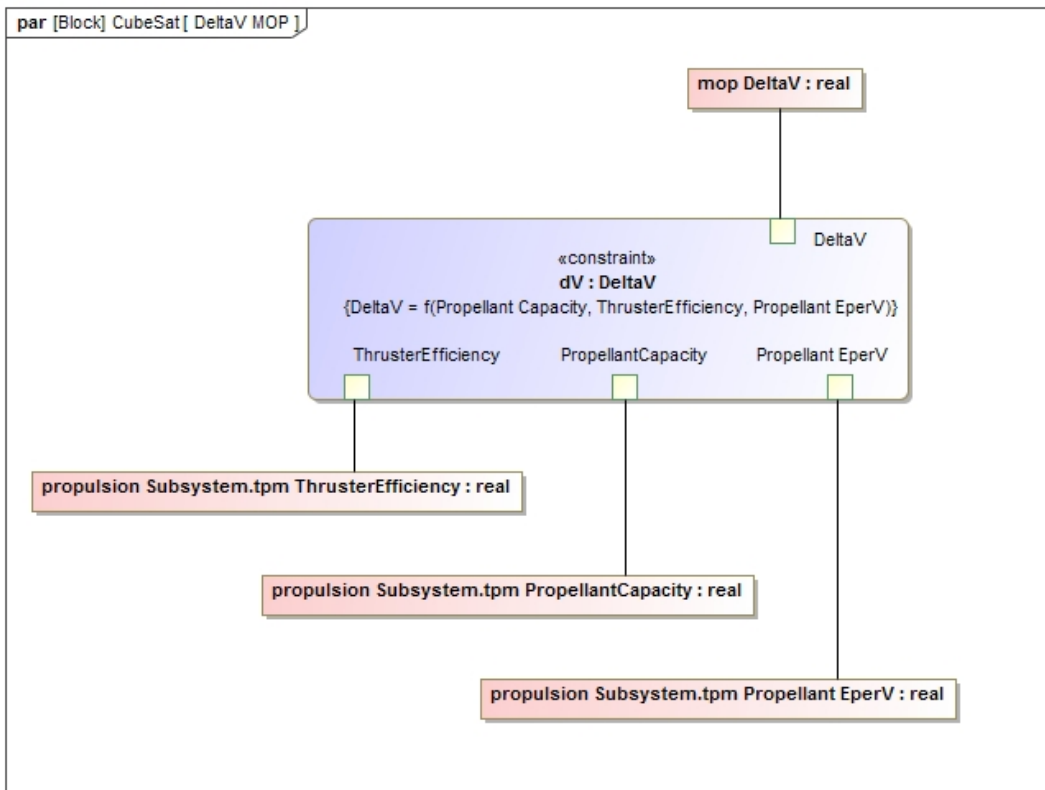 par [Block] CubeSat [ DeltaV MOP ]
mop DeltaV : real
DeltaV
«constraint»
dV : DeltaV
{DeltaV = f(Propellant Capacity, ThrusterEfficiency, Propellant EperV)}
ThrusterEfficiency PropellantCapacity Propellant EperV
propulsion Subsystem.tpm ThrusterEfficiency : real
propulsion Subsystem.tpm PropellantCapacity : real
propulsion Subsystem.tpm Propellant EperV : real